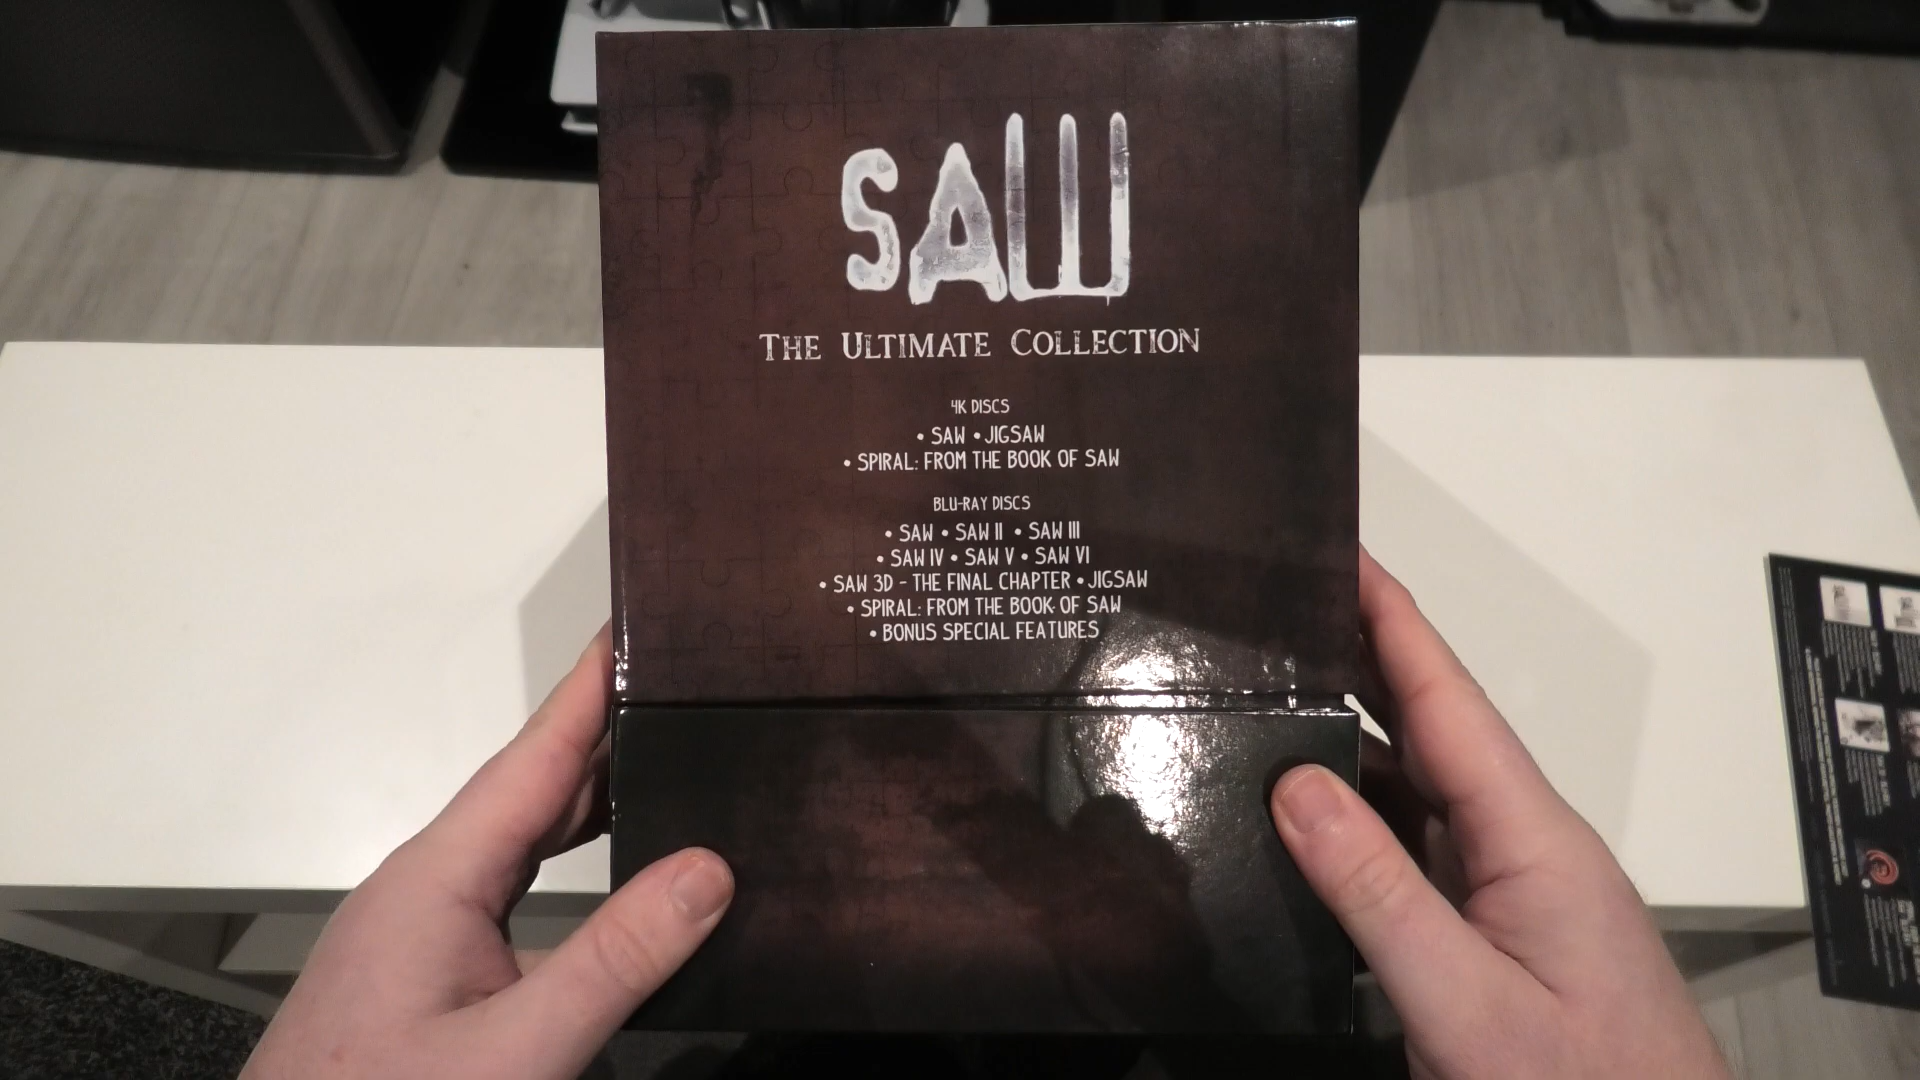 SAW
THE ULTIMATE COLLECTION
4K DISCS
• SAW • JIGSAW
• SPIRAL: FROM THE BOOK OF SAW
BLU-RAY DISCS
• SAW • SAW II • SAW III
• SAW IV • SAW V • SAW VI
• SAW 3D - THE FINAL CHAPTER • JIGSAW
• SPIRAL: FROM THE BOOK OF SAW
• BONUS SPECIAL FEATURES